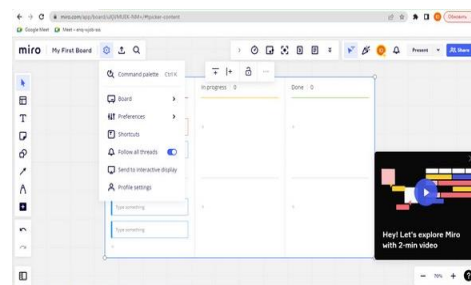 miro.com/app/board/
Google Meet
miro
My First Board
Present
Share
Command palette Ctrl K
Board
Preferences
Shortcuts
Follow all threads
Send to interactive display
Profile settings
In progress 0
Done 0
Type something
Type something
Hey! Let's explore Miro
with 2-min video
79%